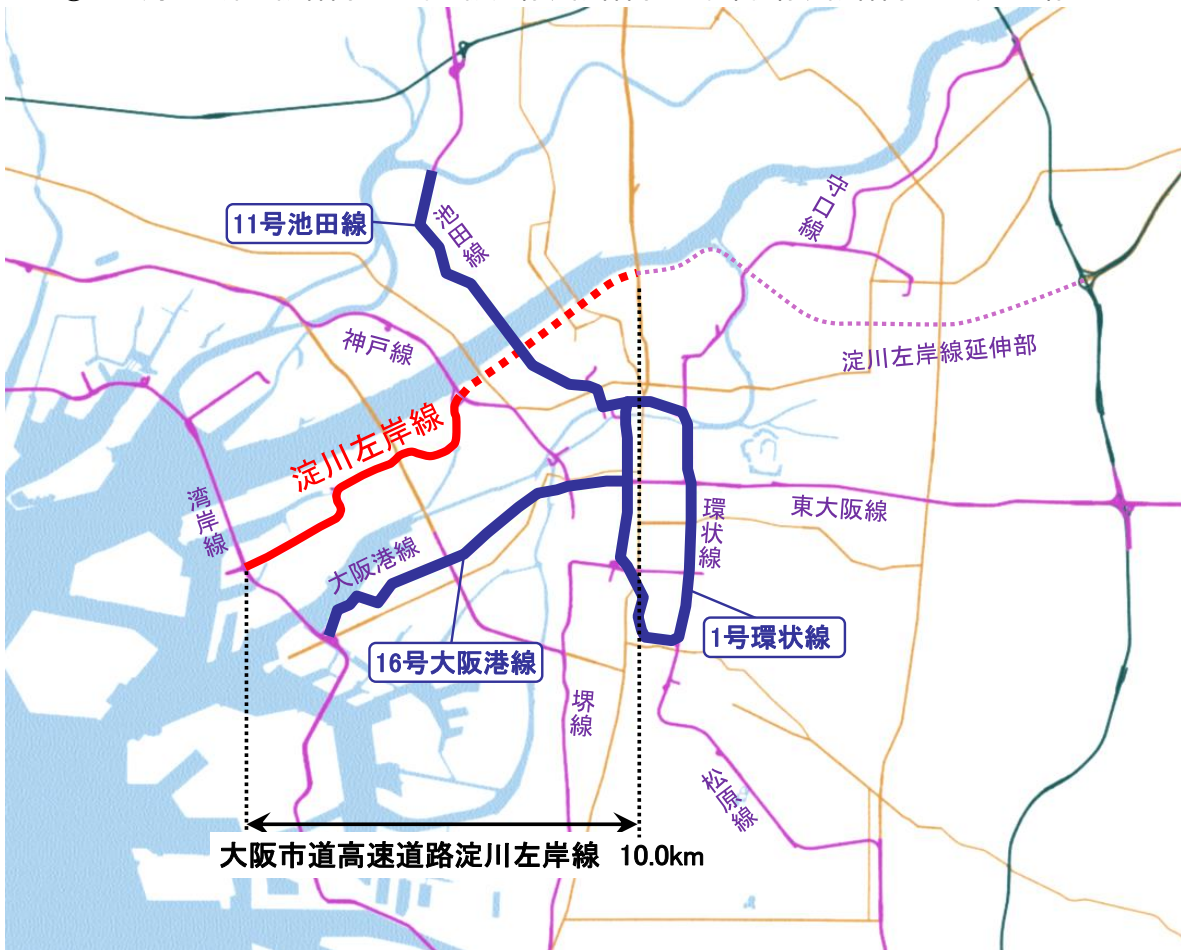 11号池田線
池田線
守口線
神戸線
淀川左岸線延伸部
淀川左岸線
湾岸線
東大阪線
環状線
大阪港線
16号大阪港線
1号環状線
堺線
松原線
大阪市道高速道路淀川左岸線 10.0km